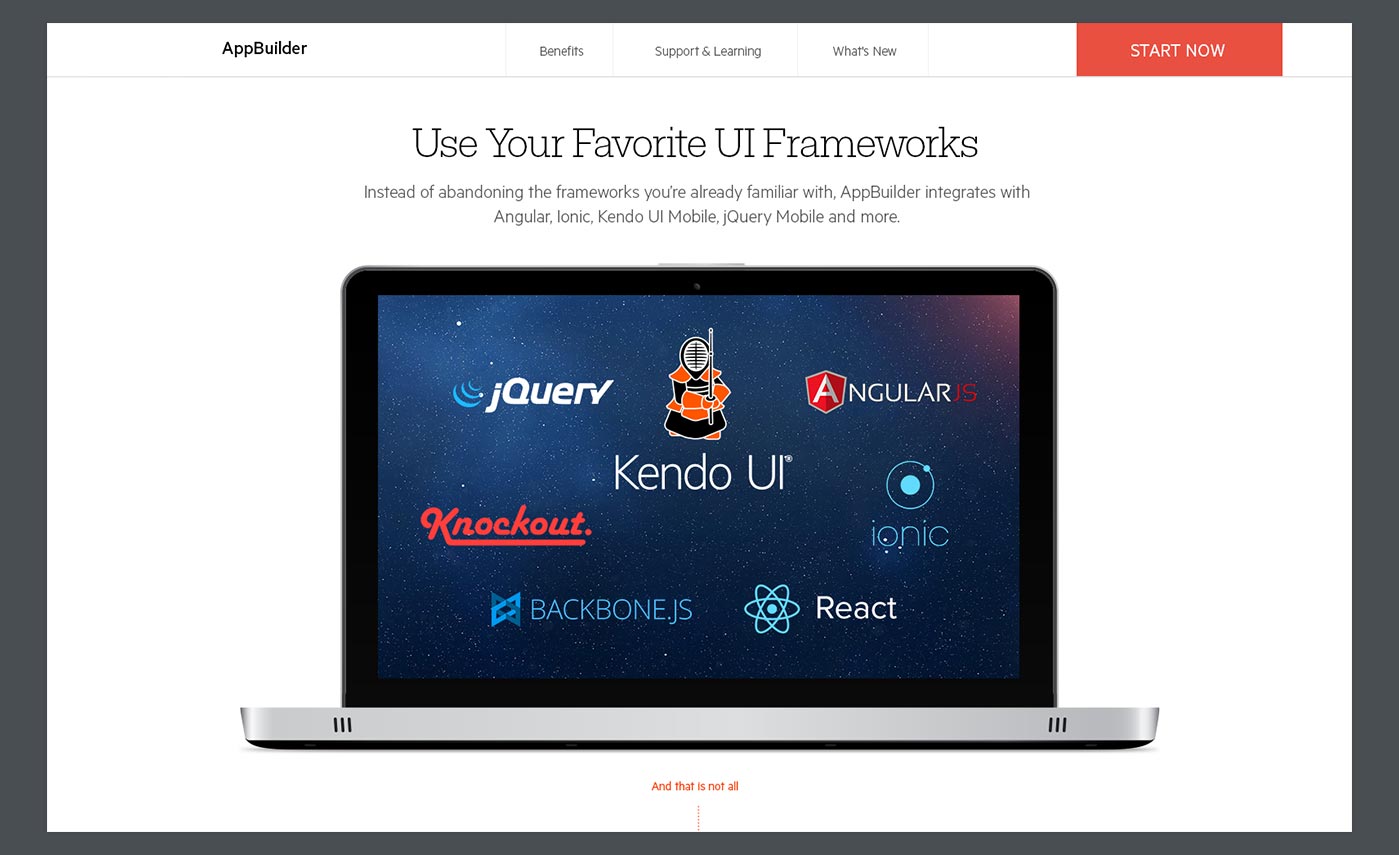 AppBuilder
Benefits
Support & Learning
What's New
START NOW
Use Your Favorite UI Frameworks
Instead of abandoning the frameworks you're already familiar with, AppBuilder integrates with
Angular, Ionic, Kendo UI Mobile, jQuery Mobile and more.
jQuery
ANGULARJS
Kendo UI®
ionic
Knockout.
BACKBONE.JS
React
And that is not all